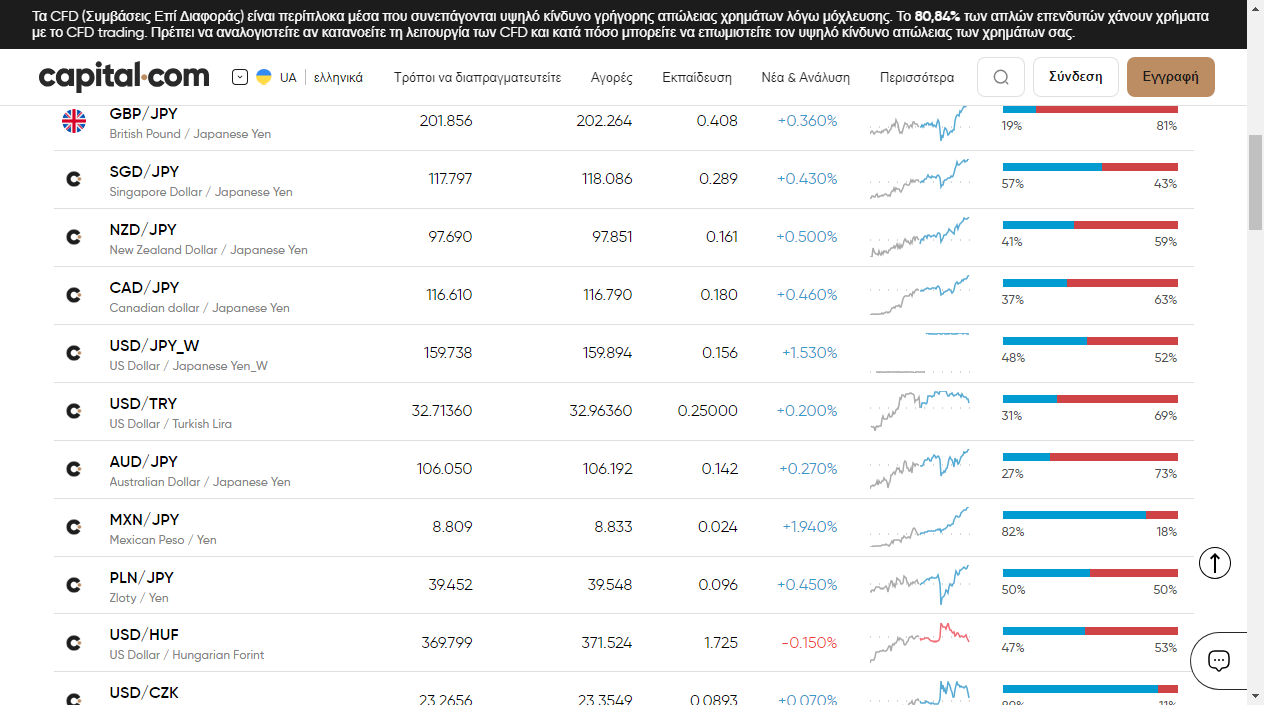 Τα CFD (Συμβάσεις Επί Διαφοράς) είναι περίπλοκα μέσα που συνεπάγονται υψηλό κίνδυνο γρήγορης απώλειας χρημάτων λόγω μόχλευσης. Το 80,84% των απλών επενδυτών χάνουν χρήματα
με το CFD trading. Πρέπει να αναλογιστείτε αν κατανοείτε τη λειτουργία των CFD και κατά πόσο μπορείτε να επωμιστείτε τον υψηλό κίνδυνο απώλειας των χρημάτων σας.
capital.com UA ελληνικά Τρόποι να διαπραγματευτείτε Αγορές Εκπαίδευση Νέα & Ανάλυση Περισσότερα Σύνδεση Εγγραφή
GBP/JPY 201.856 202.264 0.408 +0.360%
British Pound / Japanese Yen 19% 81%
SGD/JPY 117.797 118.086 0.289 +0.430%
Singapore Dollar / Japanese Yen 57% 43%
NZD/JPY 97.690 97.851 0.161 +0.500%
New Zealand Dollar / Japanese Yen 41% 59%
CAD/JPY 116.610 116.790 0.180 +0.460%
Canadian dollar / Japanese Yen 37% 63%
USD/JPY_W 159.738 159.894 0.156 +1.530%
US Dollar / Japanese Yen_W 48% 52%
USD/TRY 32.71360 32.96360 0.25000 +0.200%
US Dollar / Turkish Lira 31% 69%
AUD/JPY 106.050 106.192 0.142 +0.270%
Australian Dollar / Japanese Yen 27% 73%
MXN/JPY 8.809 8.833 0.024 +1.940%
Mexican Peso / Yen 82% 18%
PLN/JPY 39.452 39.548 0.096 +0.450%
Zloty / Yen 50% 50%
USD/HUF 369.799 371.524 1.725 -0.150%
US Dollar / Hungarian Forint 47% 53%
USD/CZK 23.2656 23.3549 0.0893 +0.070%